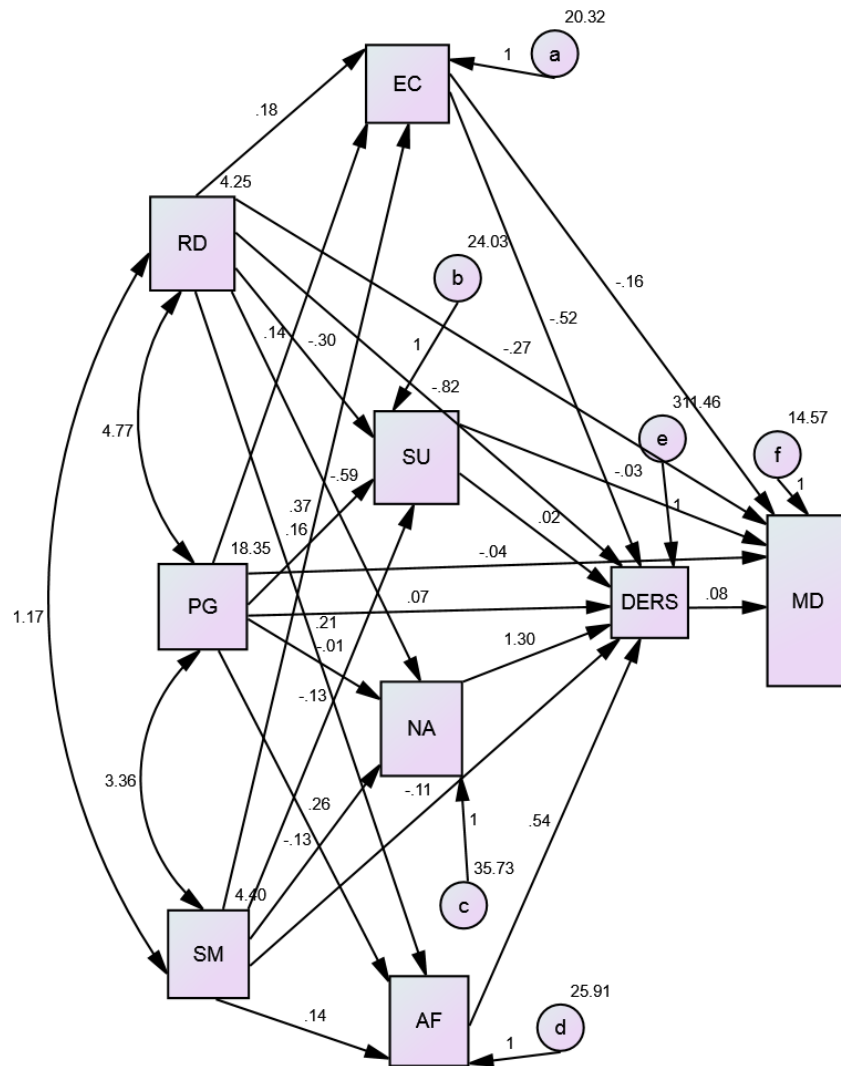 20.32
a
1
EC
.18
4.25
RD
24.03
b
-.16
-.52
.14
-.30
1
-.27
-.82
311.46
14.57
4.77
SU
e
f
-.59
-.03
1
.37
1
.16
.02
18.35
-.04
PG
.07
DERS
.08
MD
1.17
.21
-.01
1.30
-.13
NA
3.36
-.11
.26
1
.54
-.13
35.73
4.40
c
SM
25.91
.14
AF
d
1